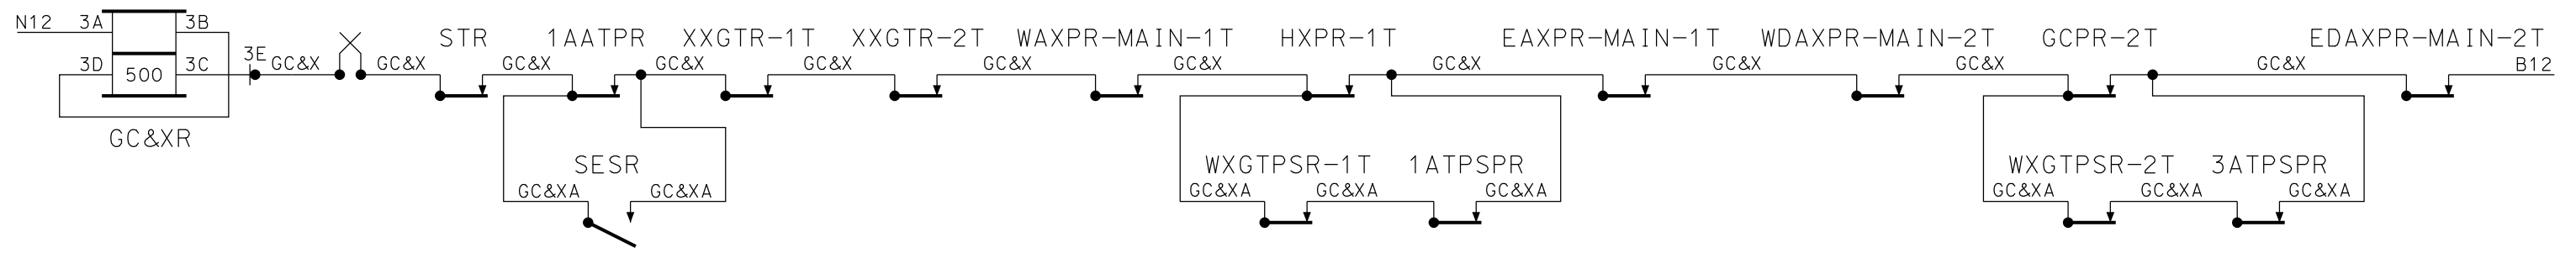 N12 3A 3B
3D 500 3C 3E
GC&XR
GC&X GC&X GC&X GC&X GC&X GC&X GC&X GC&X GC&X GC&X GC&X B12
STR 1AATPR XXGTR-1T XXGTR-2T WAXPR-MAIN-1T HXPR-1T EAXPR-MAIN-1T WDAXPR-MAIN-2T GCPR-2T EDAXPR-MAIN-2T
SESR WXGTPSR-1T 1ATPSPR WXGTPSR-2T 3ATPSPR
GC&XA GC&XA GC&XA GC&XA GC&XA GC&XA GC&XA GC&XA